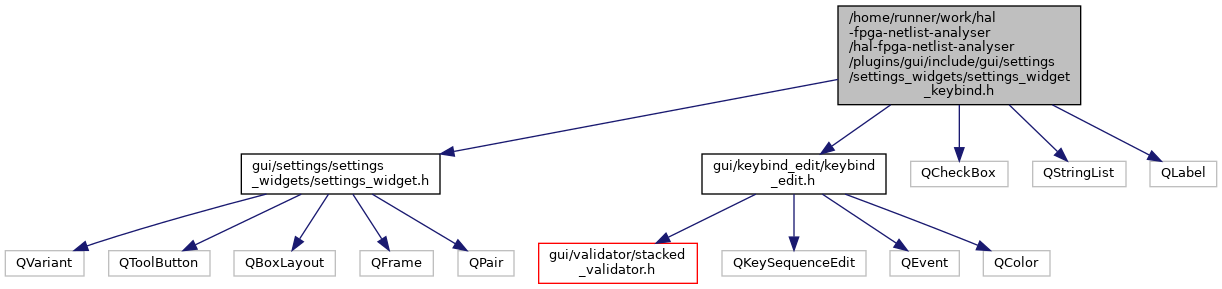 /home/runner/work/hal
-fpga-netlist-analyser
/hal-fpga-netlist-analyser
/plugins/gui/include/gui/settings
/settings_widgets/settings_widget
_keybind.h
gui/settings/settings
_widgets/settings_widget.h
gui/keybind_edit/keybind
_edit.h
QCheckBox
QStringList
QLabel
QVariant
QToolButton
QBoxLayout
QFrame
QPair
gui/validator/stacked
_validator.h
QKeySequenceEdit
QEvent
QColor